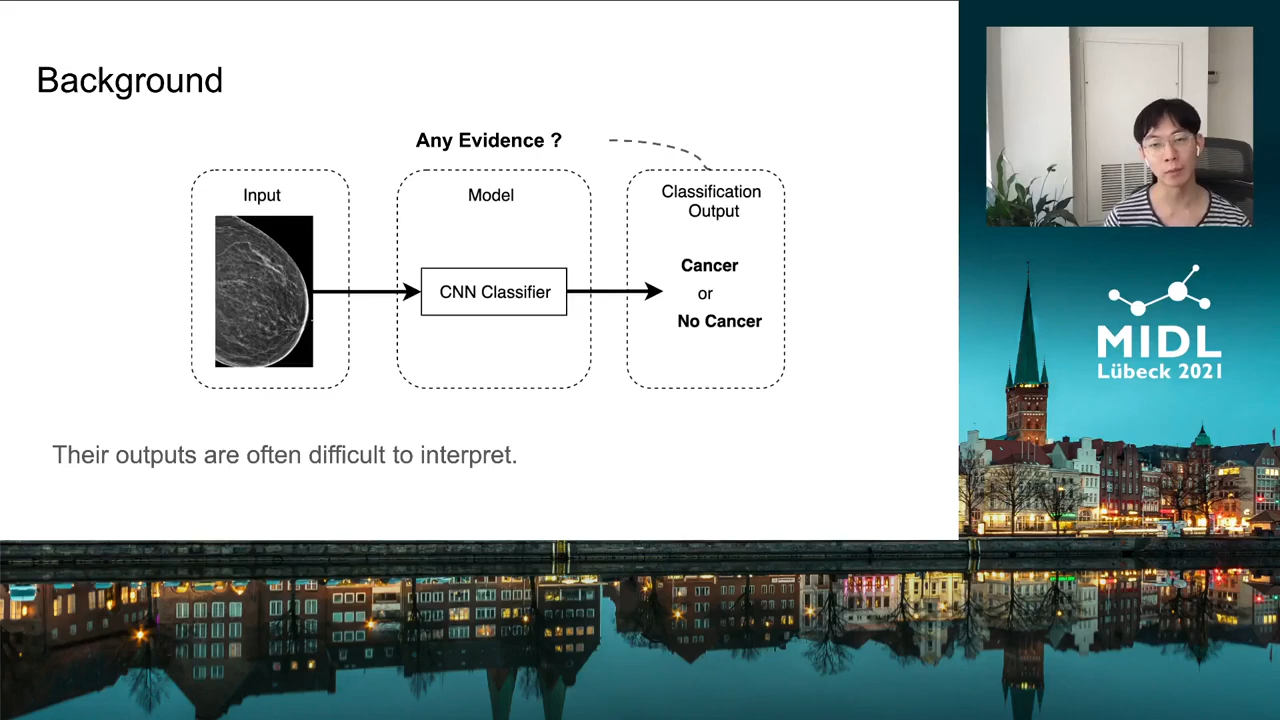 Background
Any Evidence ?
Input
Model
Classification
Output
CNN Classifier
Cancer
or
No Cancer
Their outputs are often difficult to interpret.
MIDL
Lübeck 2021